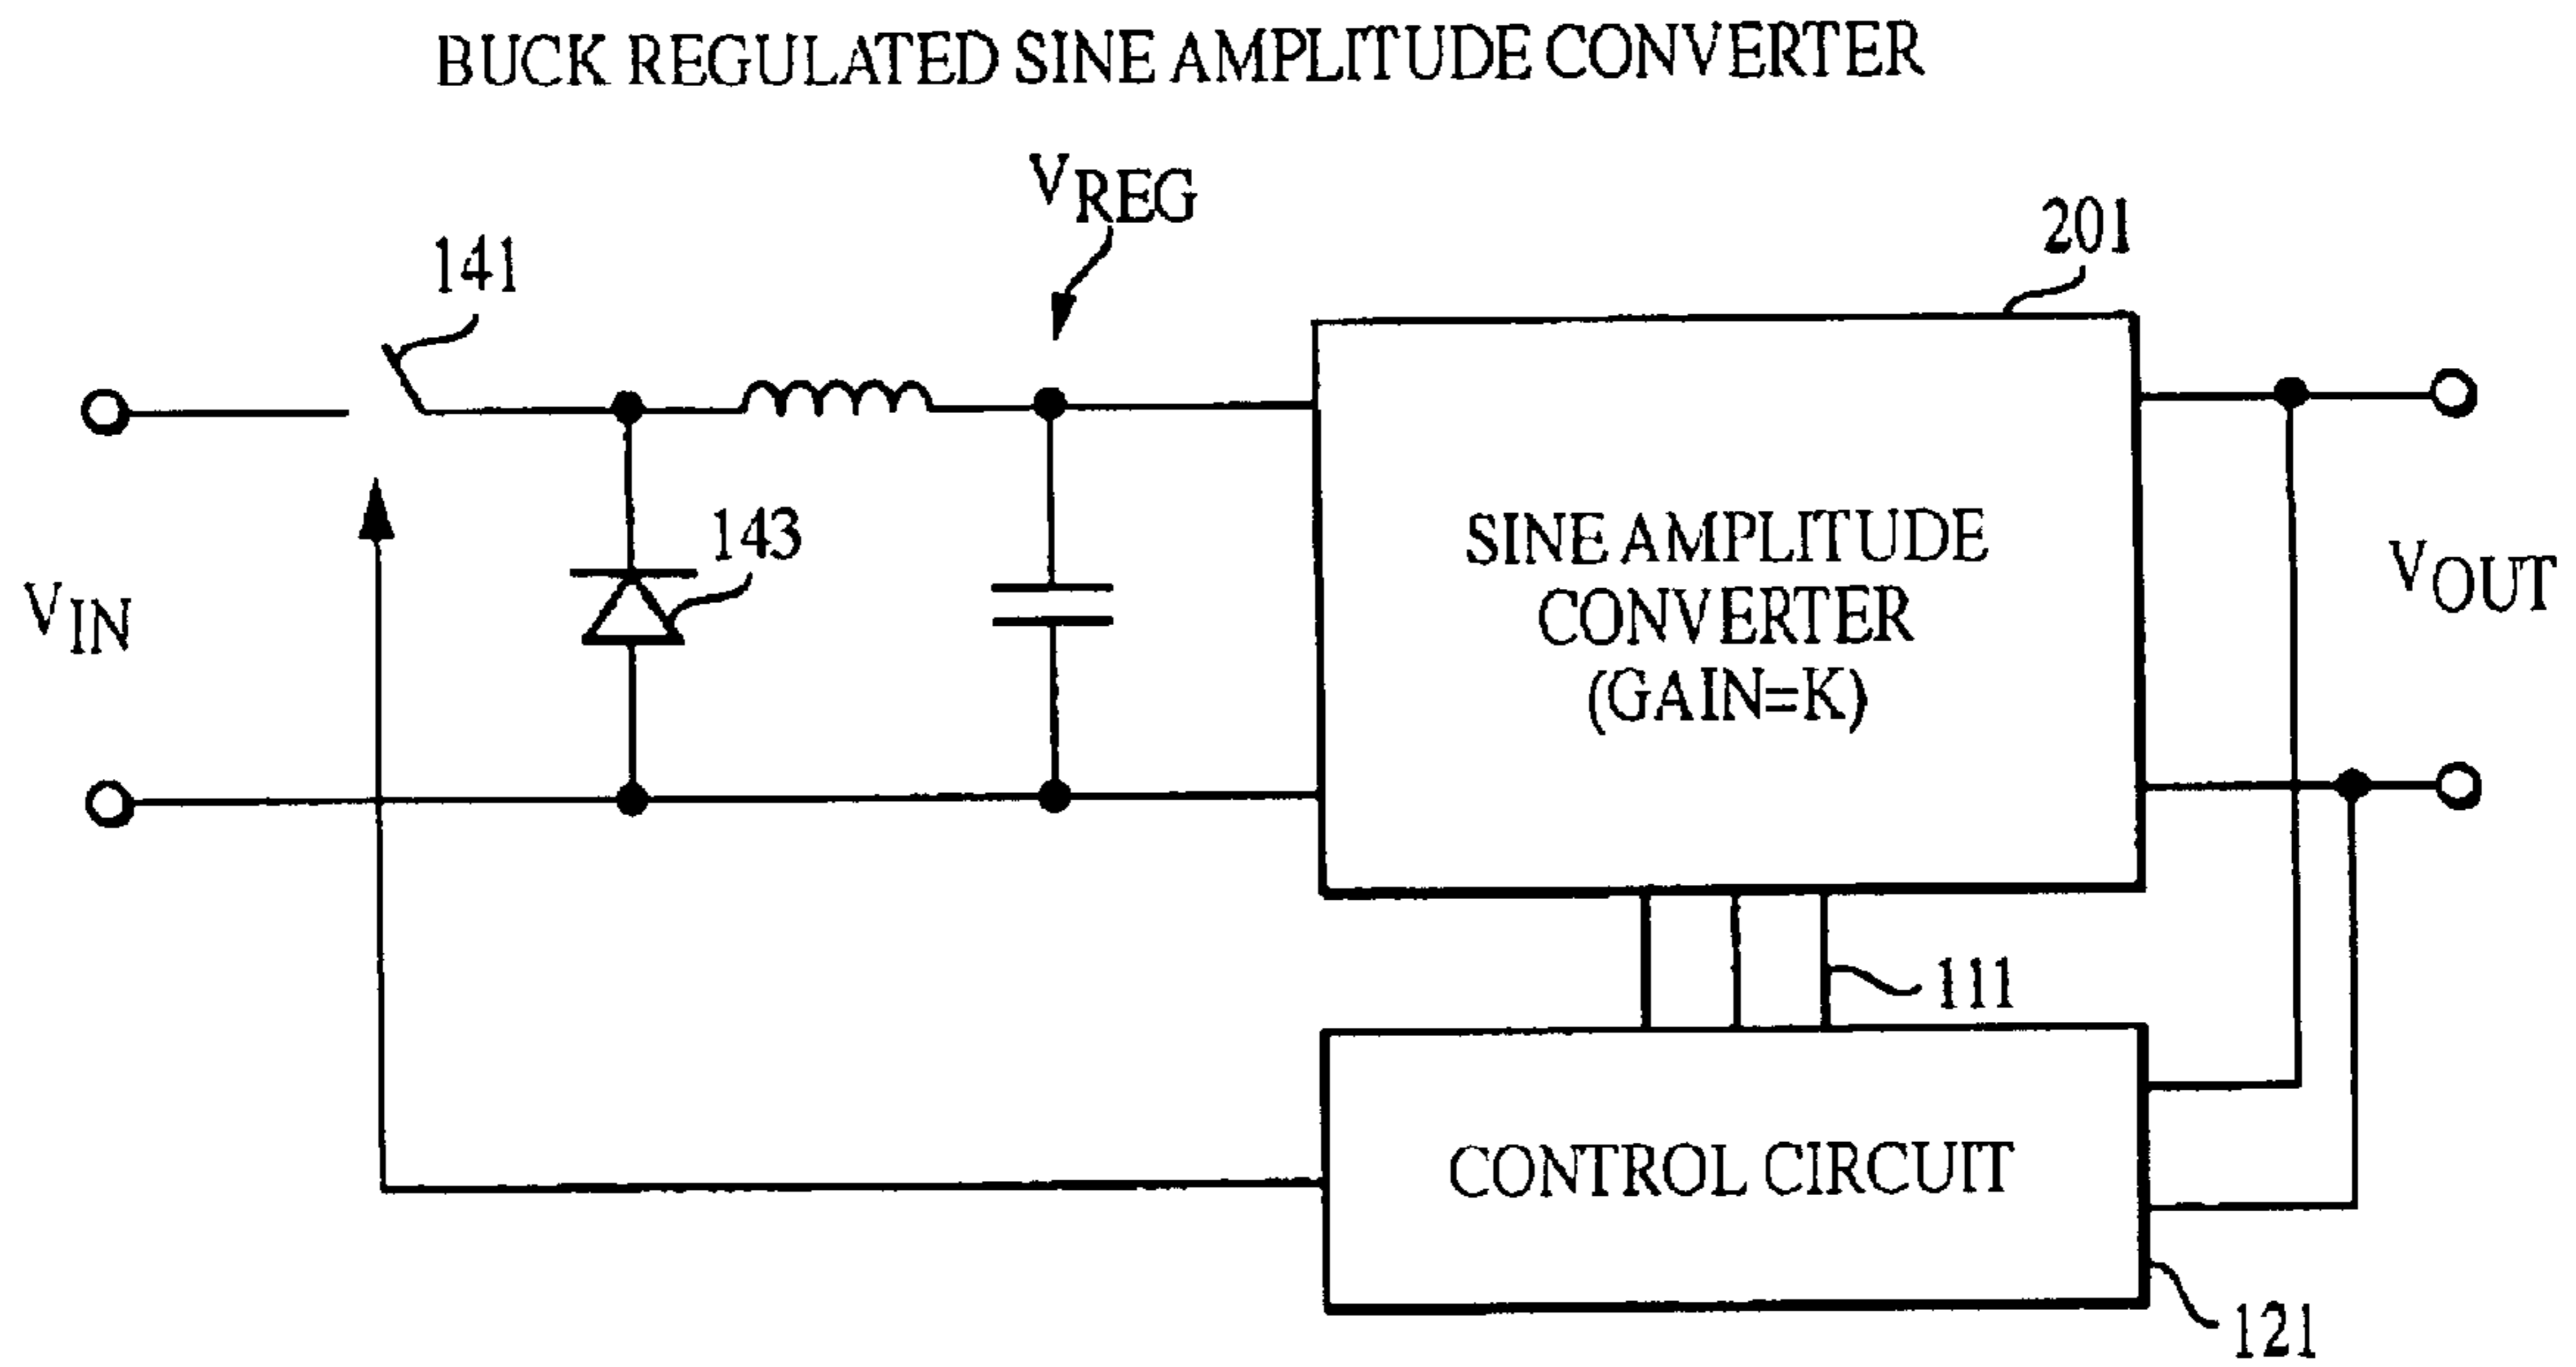 BUCK REGULATED SINE AMPLITUDE CONVERTER
VREG
201
141
143
VIN
SINE AMPLITUDE
CONVERTER
(GAIN=K)
VOUT
111
CONTROL CIRCUIT
121